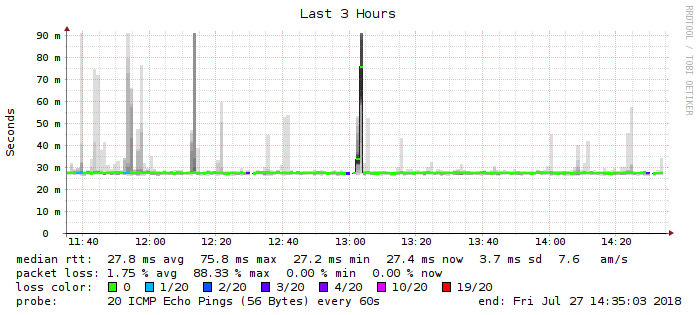 Last 3 Hours
RRDTOOL / TOBI OETIKER
Seconds
90 m
80 m
70 m
60 m
50 m
40 m
30 m
20 m
10 m
0
11:40 12:00 12:20 12:40 13:00 13:20 13:40 14:00 14:20
median rtt: 27.8 ms avg 75.8 ms max 27.2 ms min 27.4 ms now 3.7 ms sd 7.6 am/s
packet loss: 1.75 % avg 88.33 % max 0.00 % min 0.00 % now
loss color: 0 1/20 2/20 3/20 4/20 10/20 19/20
probe: 20 ICMP Echo Pings (56 Bytes) every 60s end: Fri Jul 27 14:35:03 2018